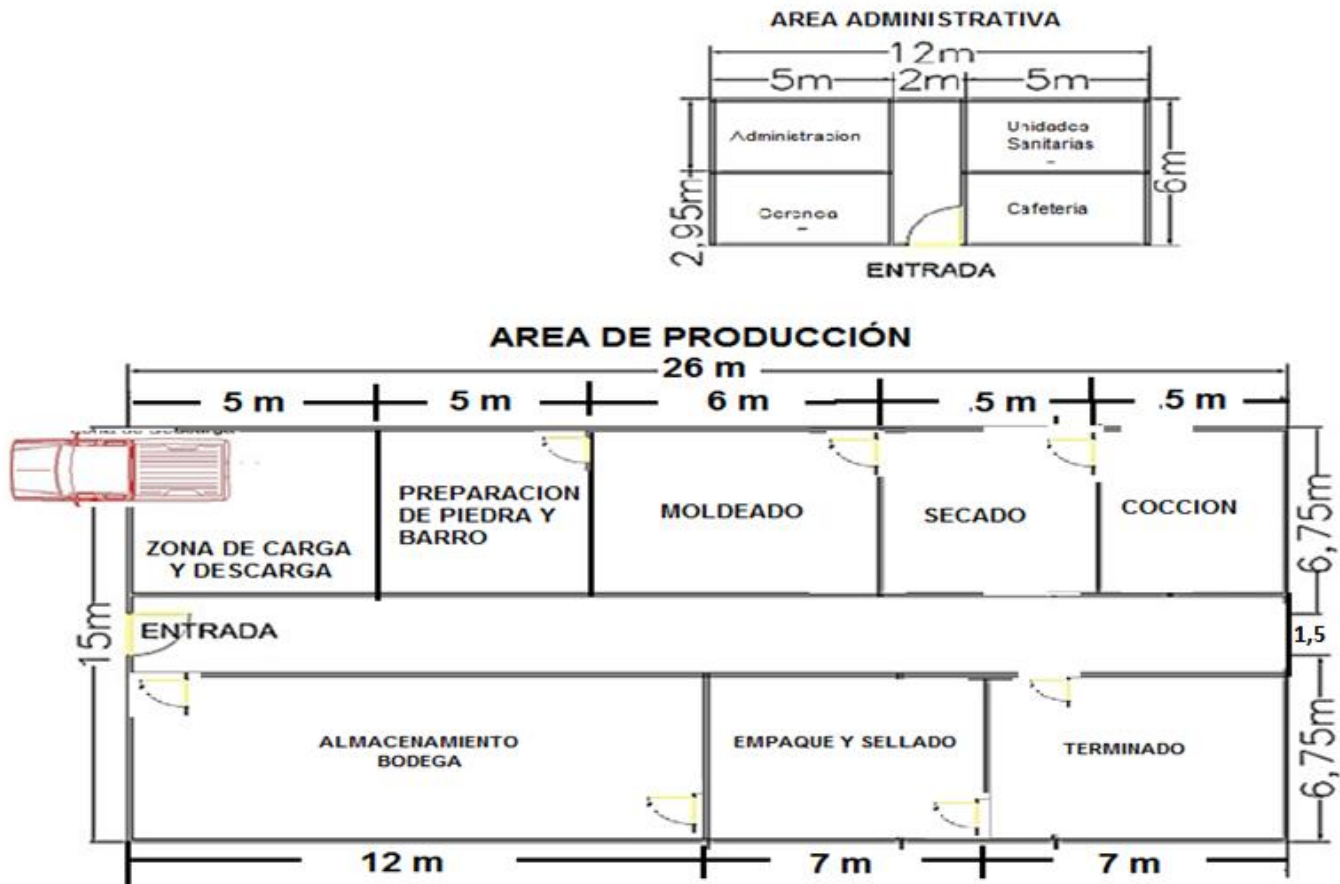 AREA ADMINISTRATIVA
12m
5m 2m 5m
Administracion
Unidades
Sanitarias
2,95m
6m
Cafeteria
ENTRADA
AREA DE PRODUCCIÓN
26 m
5 m 5 m 6 m .5 m .5 m
PREPARACION
DE PIEDRA Y
BARRO
MOLDEADO
SECADO
COCCION
ZONA DE CARGA
Y DESCARGA
6,75m
15m
ENTRADA
1,5
ALMACENAMIENTO
BODEGA
EMPAQUE Y SELLADO
TERMINADO
6,75m
12 m 7 m 7 m